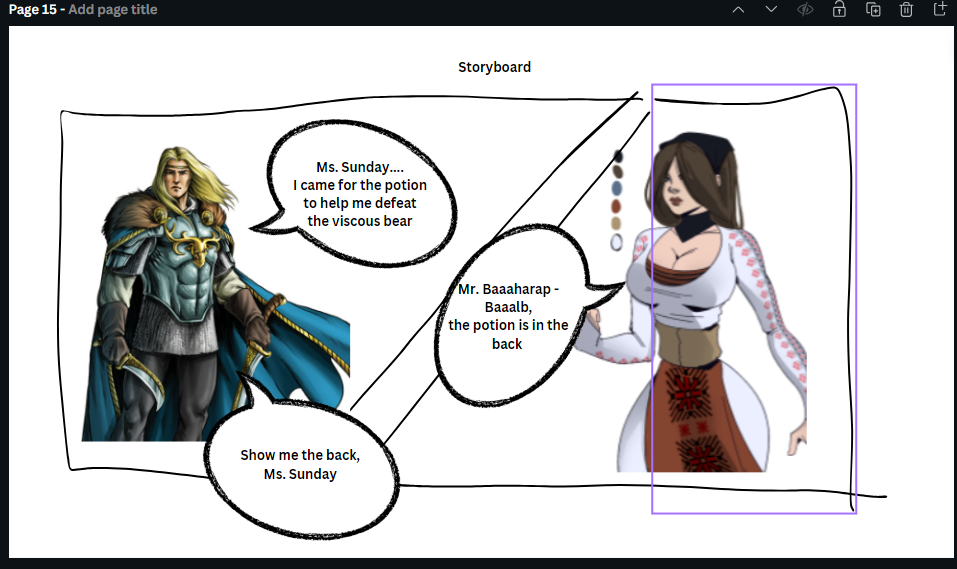 Page 15 - Add page title
Storyboard
Ms. Sunday....
I came for the potion
to help me defeat
the viscous bear
Mr. Baaaharap -
Baaalb,
the potion is in the
back
Show me the back,
Ms. Sunday